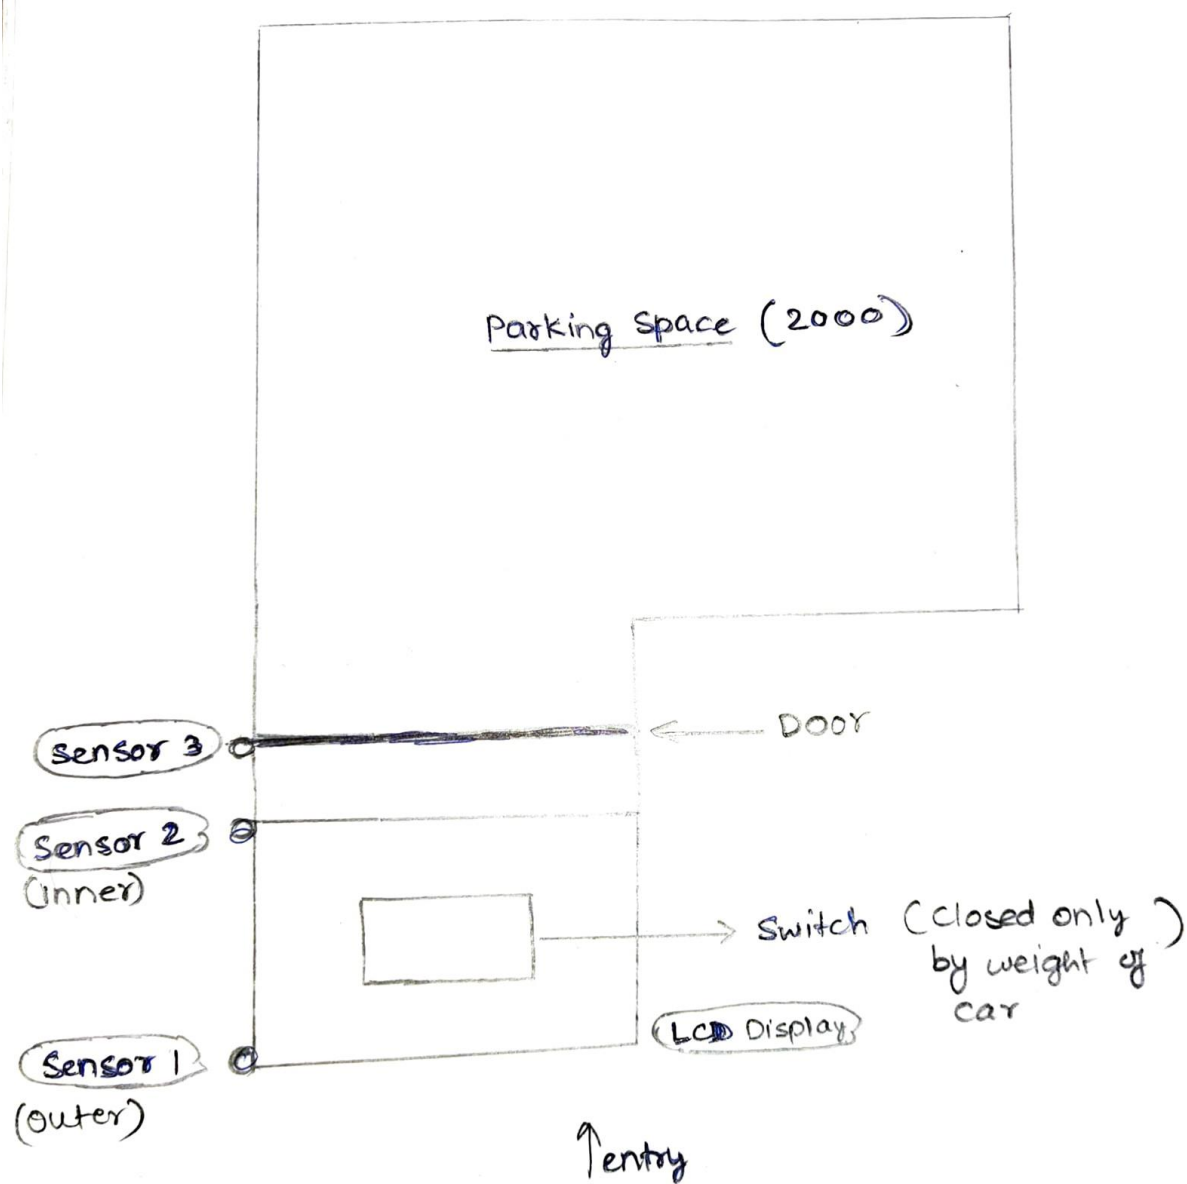 Parking Space (2000)
Sensor 3
DOOR
Sensor 2
(inner)
Switch (Closed only
by weight of
car
)
LCD Display
Sensor 1
(outer)
entry